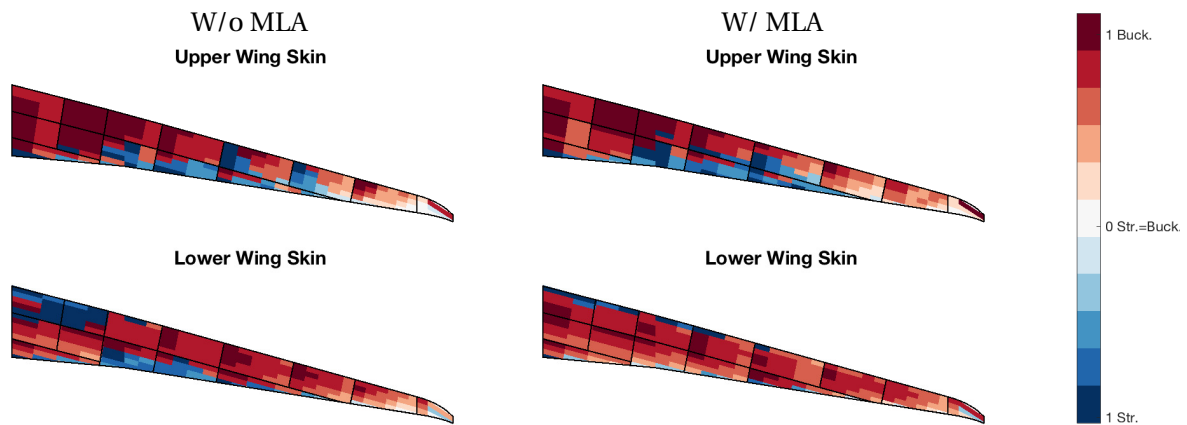 W/o MLA
W/ MLA
Upper Wing Skin
Upper Wing Skin
1 Buck.
0 Str.=Buck.
Lower Wing Skin
Lower Wing Skin
1 Str.